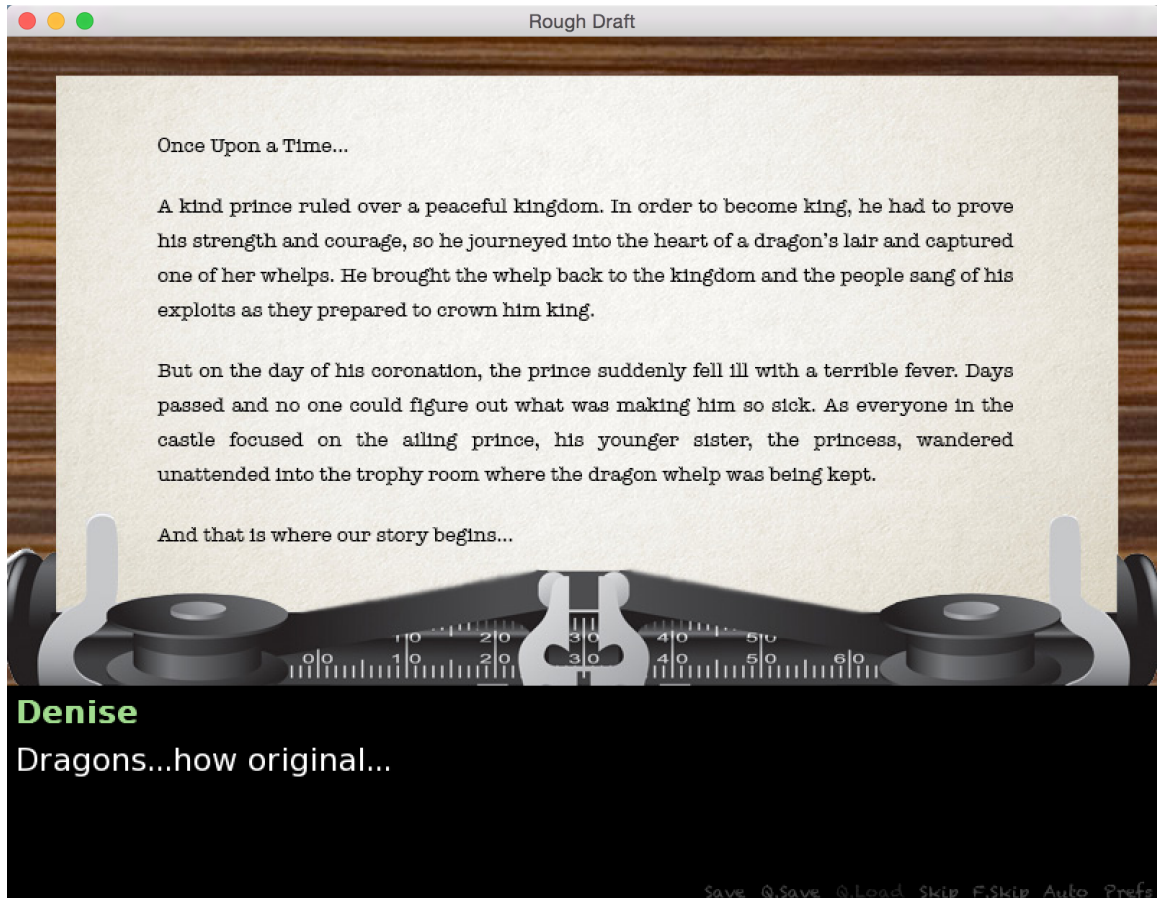 Rough Draft
Once Upon a Time...
A kind prince ruled over a peaceful kingdom. In order to become king, he had to prove
his strength and courage, so he journeyed into the heart of a dragon's lair and captured
one of her whelps. He brought the whelp back to the kingdom and the people sang of his
exploits as they prepared to crown him king.
But on the day of his coronation, the prince suddenly fell ill with a terrible fever. Days
passed and no one could figure out what was making him so sick. As everyone in the
castle focused on the ailing prince, his younger sister, the princess, wandered
unattended into the trophy room where the dragon whelp was being kept.
And that is where our story begins...
10 20 30 40 50
00 10 20 30 40 50 60
Denise
Dragons...how original...
Save Q.Save Q.Load Skip F.Skip Auto Prefs